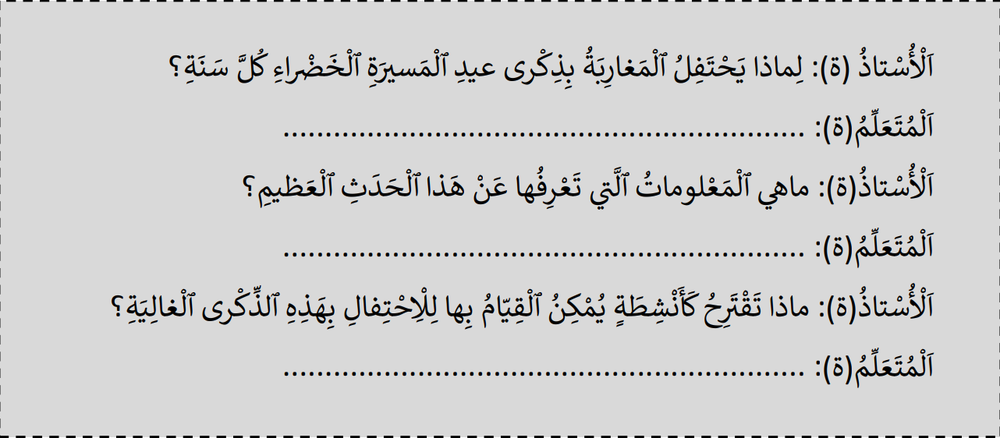 اَلْأُسْتاذُ (ة): لِماذا يَحْتَفِلُ ٱلْمَغارِبَةُ بِذِكْرى عيدِ ٱلْمَسيرَةِ ٱلْخَضْراءِ كُلَّ سَنَةِ؟
اَلْمُتَعَلِّمُ(ة): ..............................................................
اَلْأُسْتاذُ(ة): ماهي ٱلْمَعْلوماتُ ٱلَّتي تَعْرِفُها عَنْ هَذا ٱلْحَدَثِ ٱلْعَظيمِ؟
اَلْمُتَعَلِّمُ(ة): ..............................................................
اَلْأُسْتاذُ(ة): ماذا تَقْتَرِحُ كَأَنْشِطَةٍ يُمْكِنُ ٱلْقِيّامُ بِها لِلْاِحْتِفالِ بِهَذِهِ ٱلذِّكْرى ٱلْغالِيَةِ؟
اَلْمُتَعَلِّمُ(ة): ..............................................................